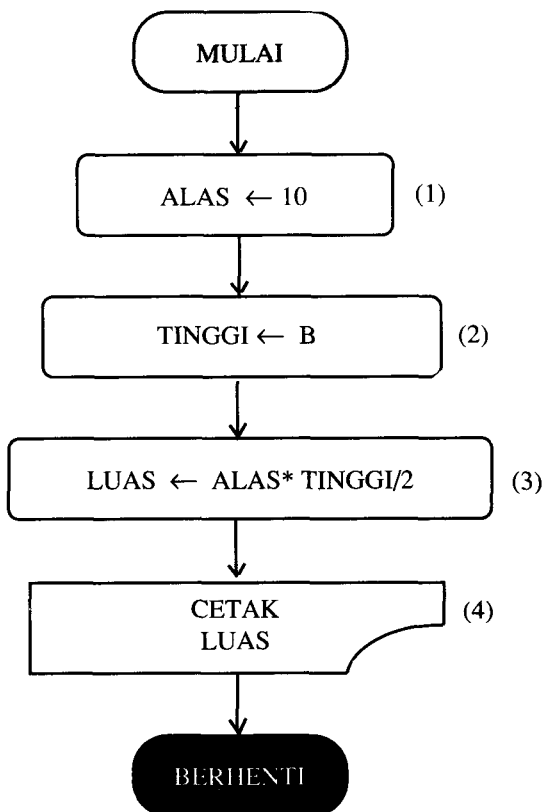 MULAI
ALAS ← 10 (1)
TINGGI ← B (2)
LUAS ← ALAS* TINGGI/2 (3)
CETAK (4)
LUAS
BERHENTI